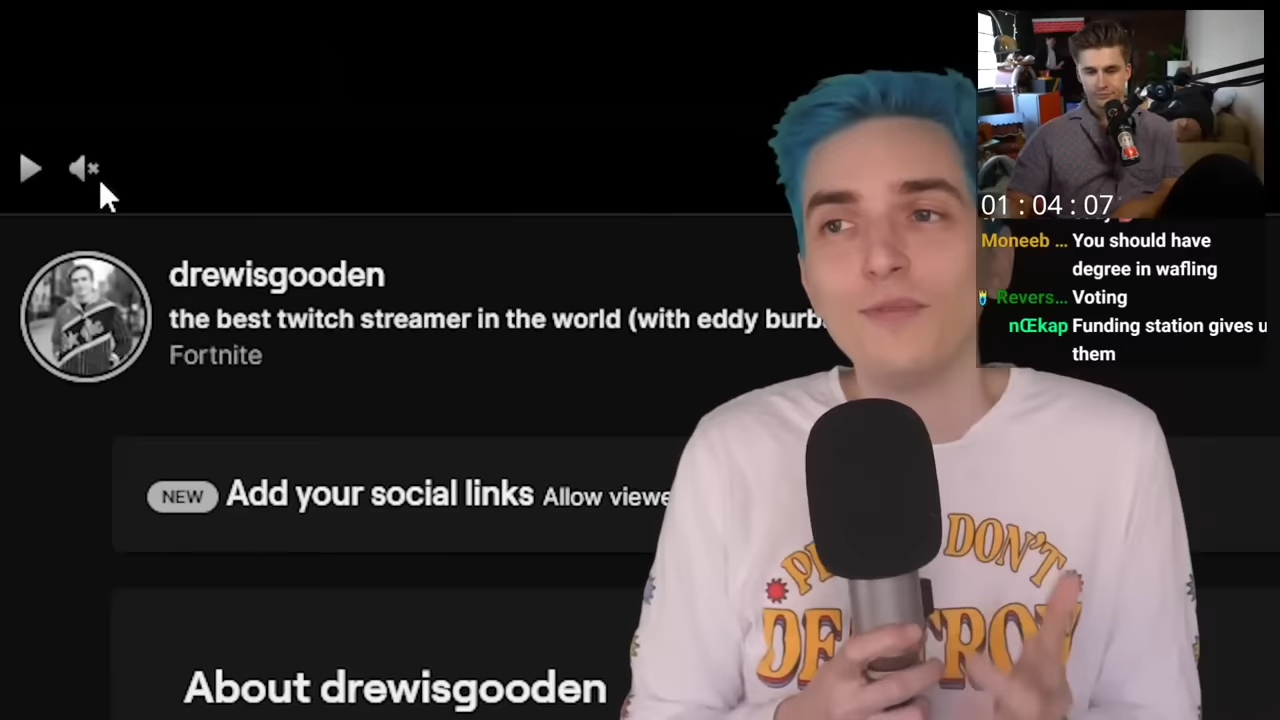 drewisgooden
the best twitch streamer in the world (with eddy burb
Fortnite
NEW Add your social links Allow viewe
About drewisgooden
DON'T
01 : 04 : 07
Moneeb ... You should have
degree in wafling
Revers... Voting
nŒkap Funding station gives u
them